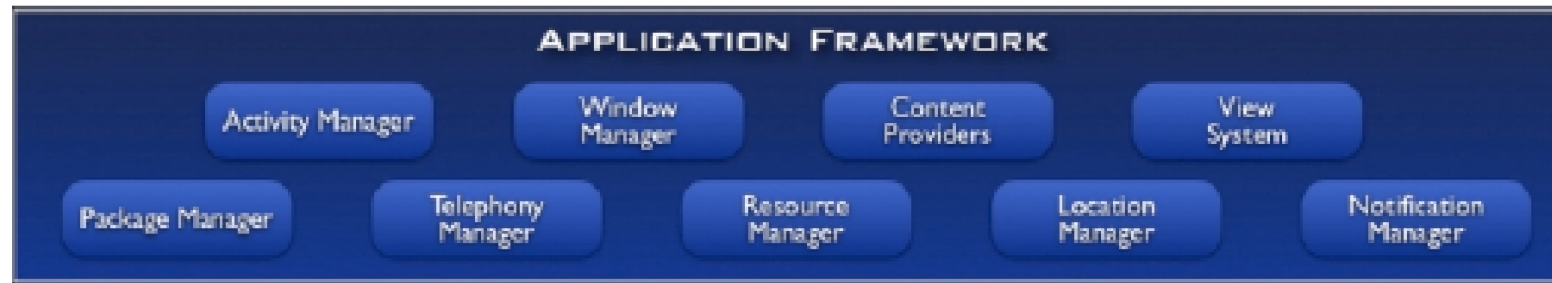 APPLICATION FRAMEWORK
Activity Manager
Window
Manager
Content
Providers
View
System
Package Manager
Telephony
Manager
Resource
Manager
Location
Manager
Notification
Manager